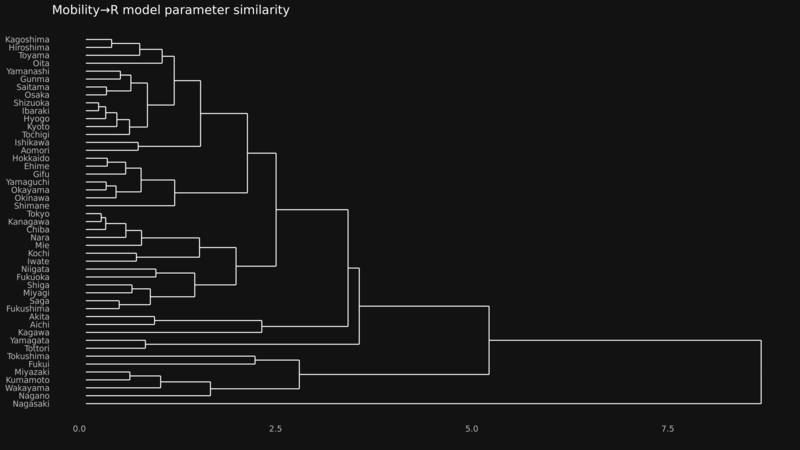 Mobility→R model parameter similarity
Kagoshima
Hiroshima
Toyama
Oita
Yamanashi
Gunma
Saitama
Osaka
Shizuoka
Ibaraki
Hyogo
Kyoto
Tochigi
Ishikawa
Aomori
Hokkaido
Ehime
Gifu
Yamaguchi
Okayama
Okinawa
Shimane
Tokyo
Kanagawa
Chiba
Nara
Mie
Kochi
Iwate
Niigata
Fukuoka
Shiga
Miyagi
Saga
Fukushima
Akita
Aichi
Kagawa
Yamagata
Tottori
Tokushima
Fukui
Miyazaki
Kumamoto
Wakayama
Nagano
Nagasaki
0.0 2.5 5.0 7.5